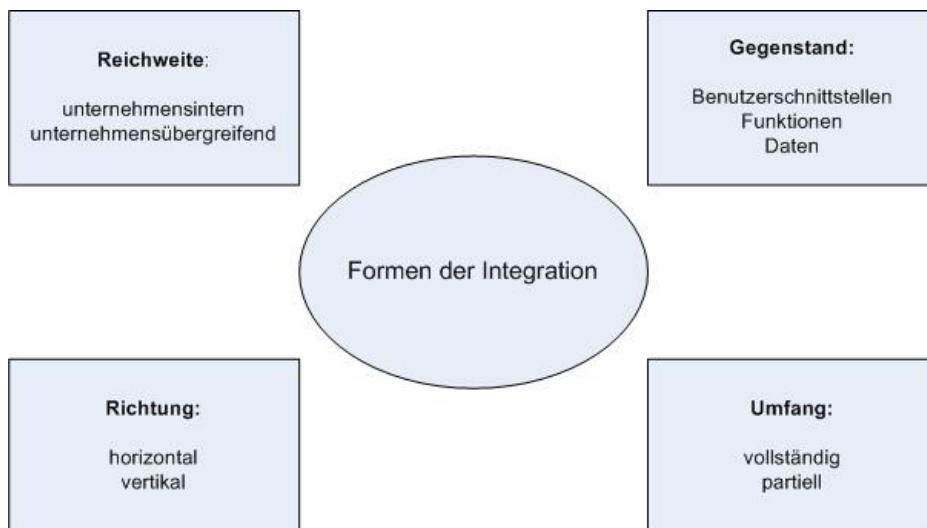 Reichweite:
unternehmensintern
unternehmensübergreifend
Gegenstand:
Benutzerschnittstellen
Funktionen
Daten
Formen der Integration
Richtung:
horizontal
vertikal
Umfang:
vollständig
partiell